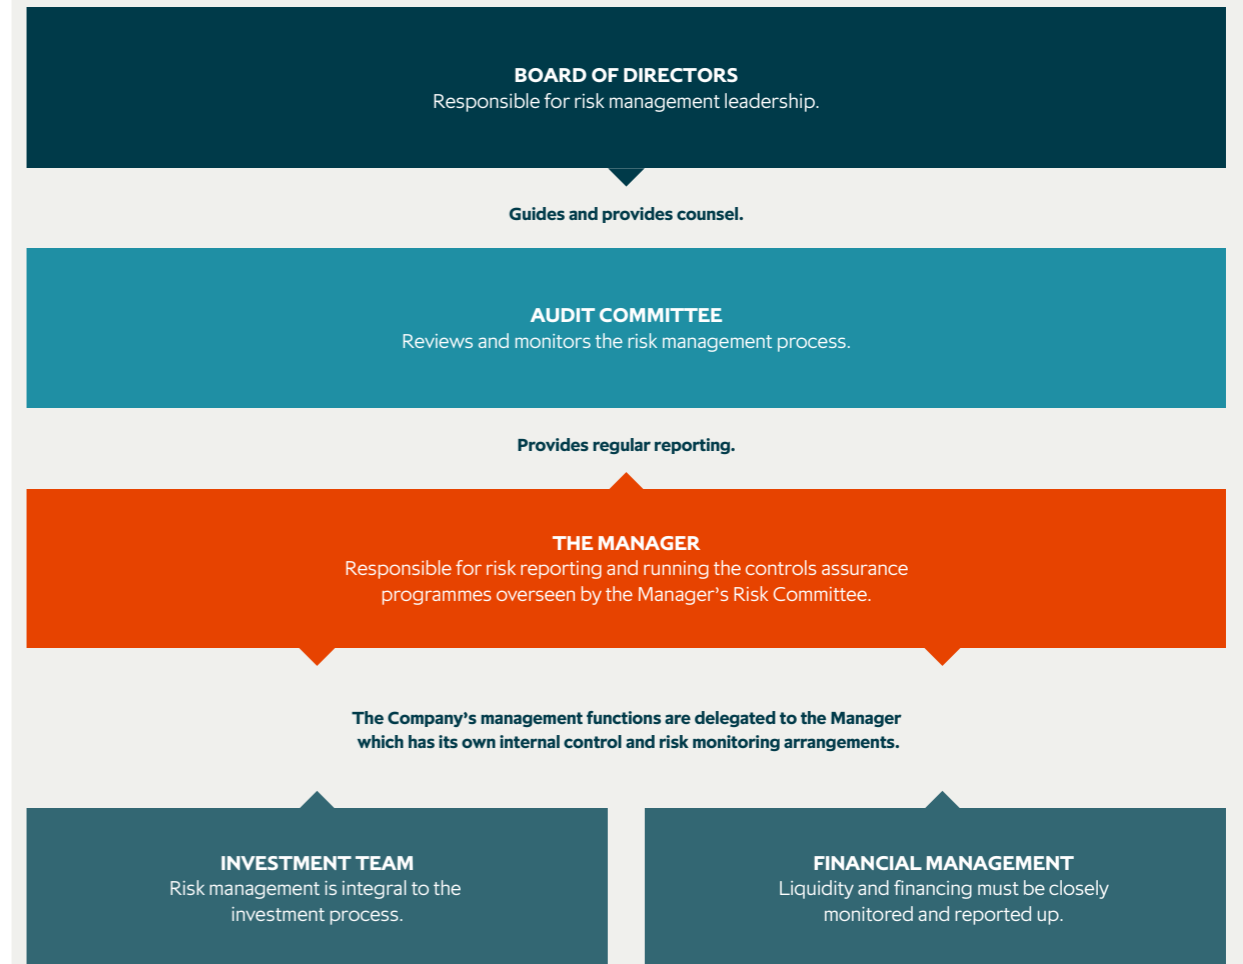 BOARD OF DIRECTORS
Responsible for risk management leadership.
Guides and provides counsel.
AUDIT COMMITTEE
Reviews and monitors the risk management process.
Provides regular reporting.
THE MANAGER
Responsible for risk reporting and running the controls assurance
programmes overseen by the Manager’s Risk Committee.
The Company’s management functions are delegated to the Manager
which has its own internal control and risk monitoring arrangements.
INVESTMENT TEAM
Risk management is integral to the
investment process.
FINANCIAL MANAGEMENT
Liquidity and financing must be closely
monitored and reported up.